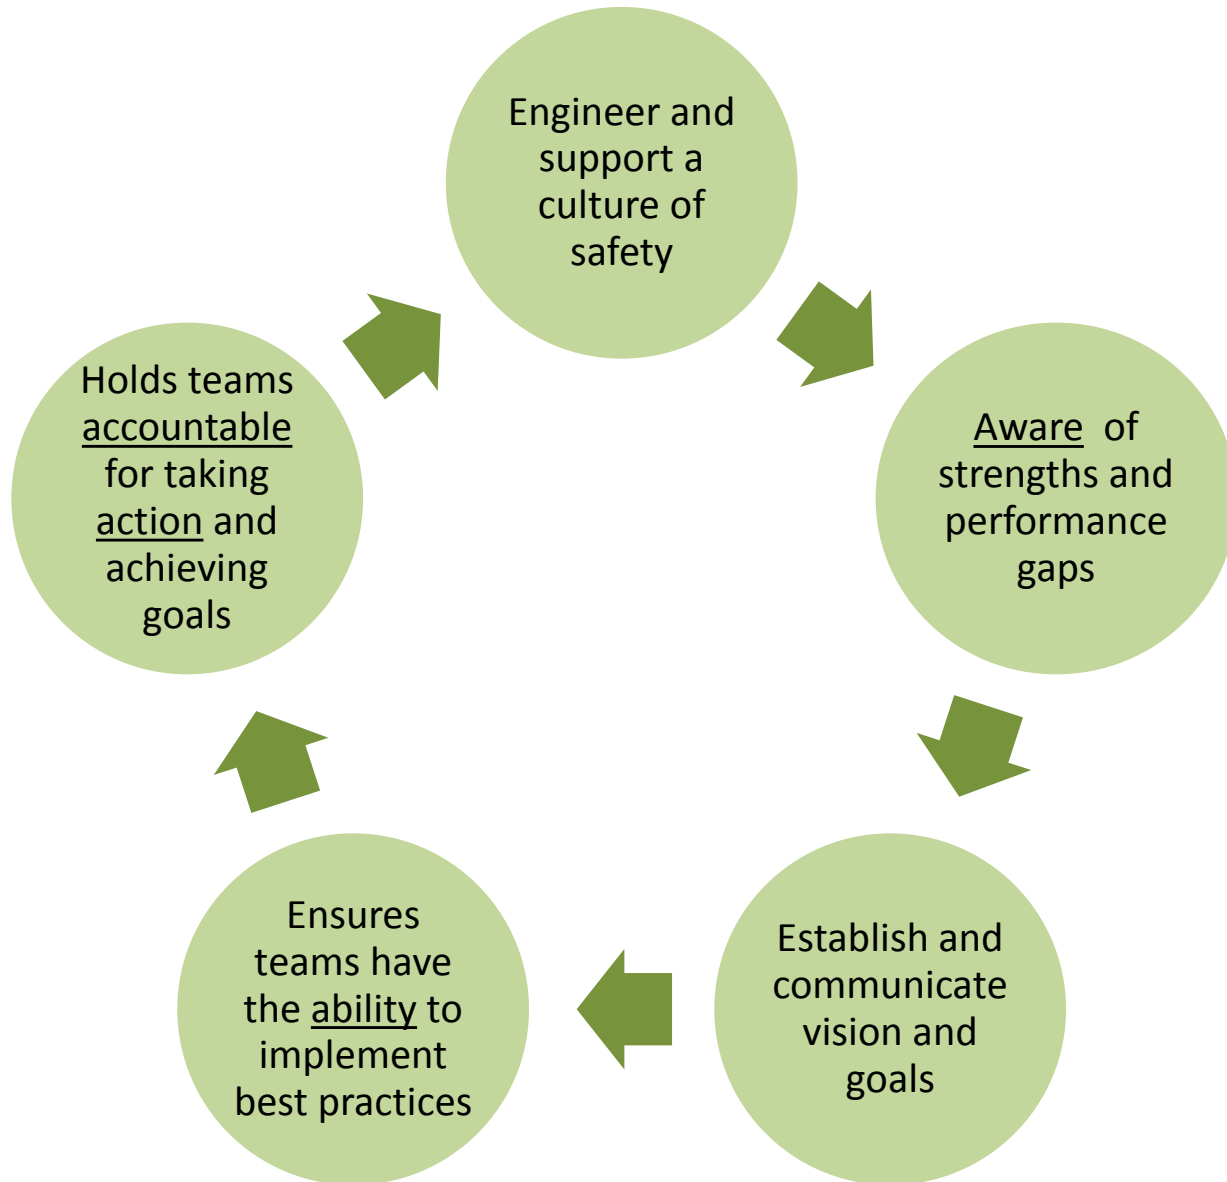 Engineer and
support a
culture of
safety
Aware of
strengths and
performance
gaps
Establish and
communicate
vision and
goals
Ensures
teams have
the ability to
implement
best practices
Holds teams
accountable
for taking
action and
achieving
goals